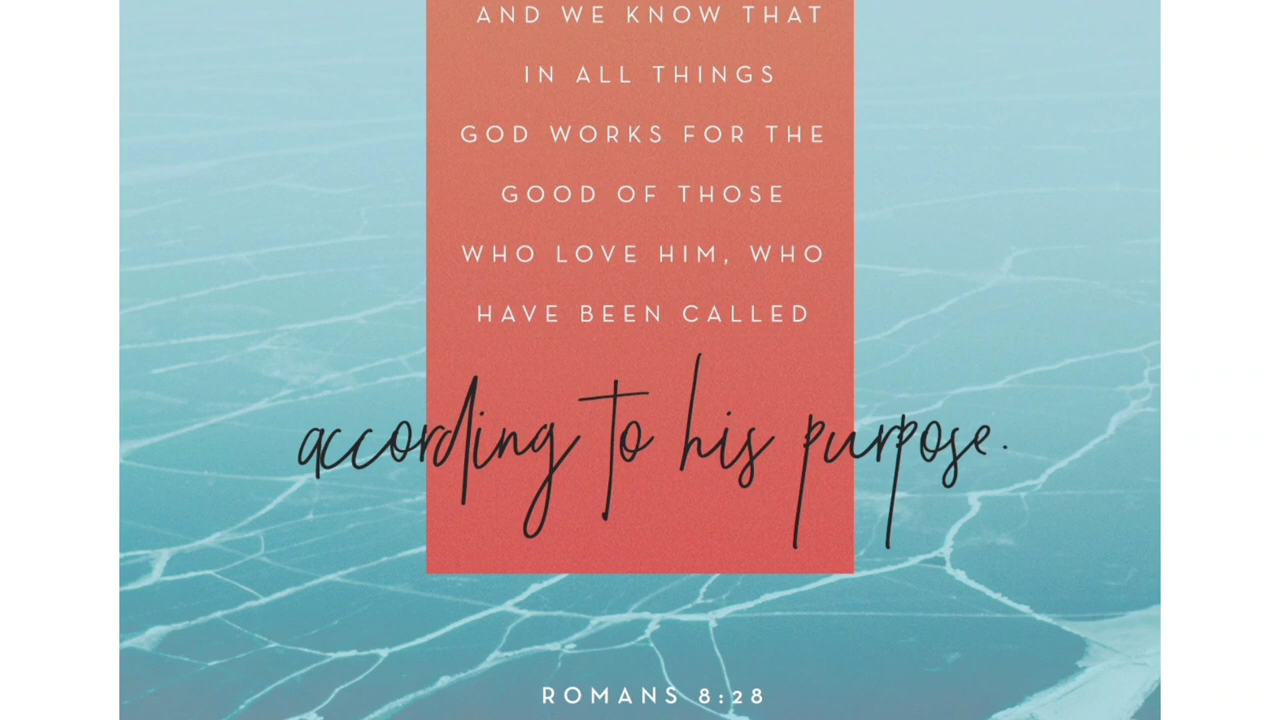 AND WE KNOW THAT
IN ALL THINGS
GOD WORKS FOR THE
GOOD OF THOSE
WHO LOVE HIM, WHO
HAVE BEEN CALLED
according to his purpose.
ROMANS 8:28